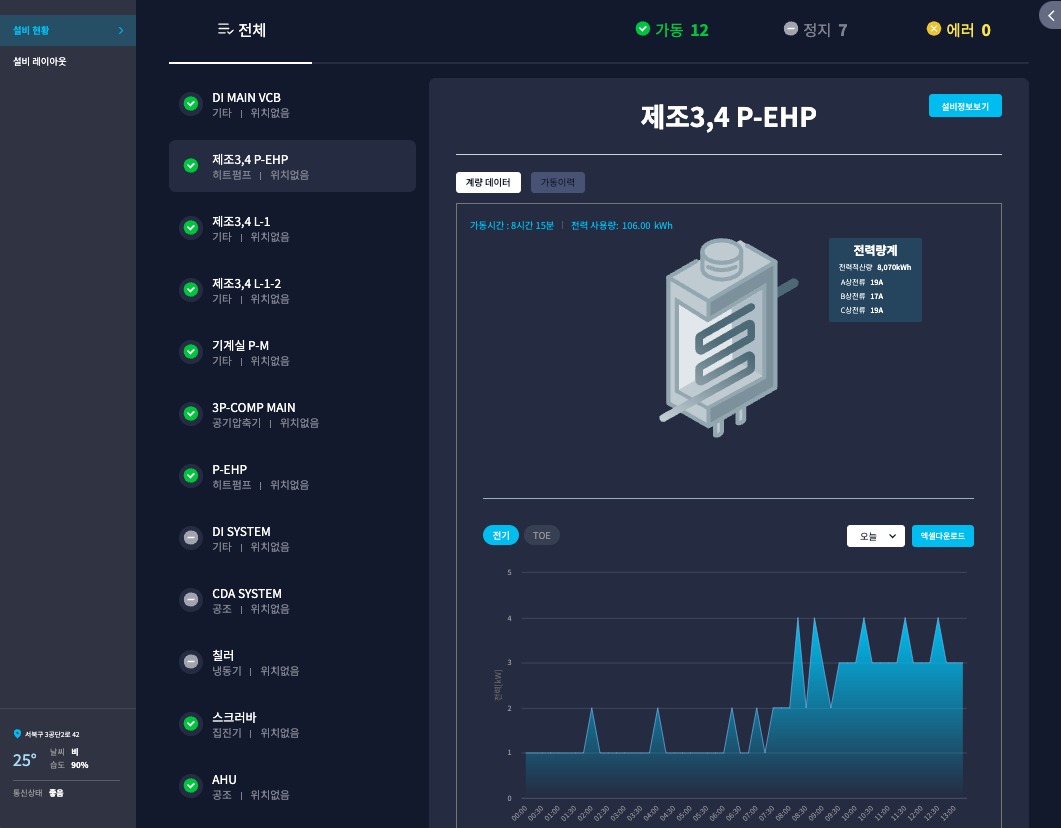 설비 현황
설비 레이아웃
전체
가동 12
정지 7
에러 0
DI MAIN VCB
기타 | 위치없음
제조3,4 P-EHP
히트펌프 | 위치없음
제조3,4 L-1
기타 | 위치없음
제조3,4 L-1-2
기타 | 위치없음
기계실 P-M
기타 | 위치없음
3P-COMP MAIN
공기압축기 | 위치없음
P-EHP
히트펌프 | 위치없음
DI SYSTEM
기타 | 위치없음
CDA SYSTEM
공조 | 위치없음
칠러
냉동기 | 위치없음
스크러바
집진기 | 위치없음
AHU
공조 | 위치없음
제조3,4 P-EHP
설비정보보기
계량 데이터
가동이력
가동시간 : 8시간 15분 | 전력 사용량: 106.00 kWh
전력량계
전력적산량 8,070kWh
A상전류 19A
B상전류 17A
C상전류 19A
전기
TOE
오늘
엑셀다운로드
전력[kW]
5
4
3
2
1
0
00:00 00:30 01:00 01:30 02:00 02:30 03:00 03:30 04:00 04:30 05:00 05:30 06:00 06:30 07:00 07:30 08:00 08:30 09:00 09:30 10:00 10:30 11:00 11:30 12:00 12:30 13:00
서북구 3공단2로 42
25°
날씨 비
습도 90%
통신상태 좋음